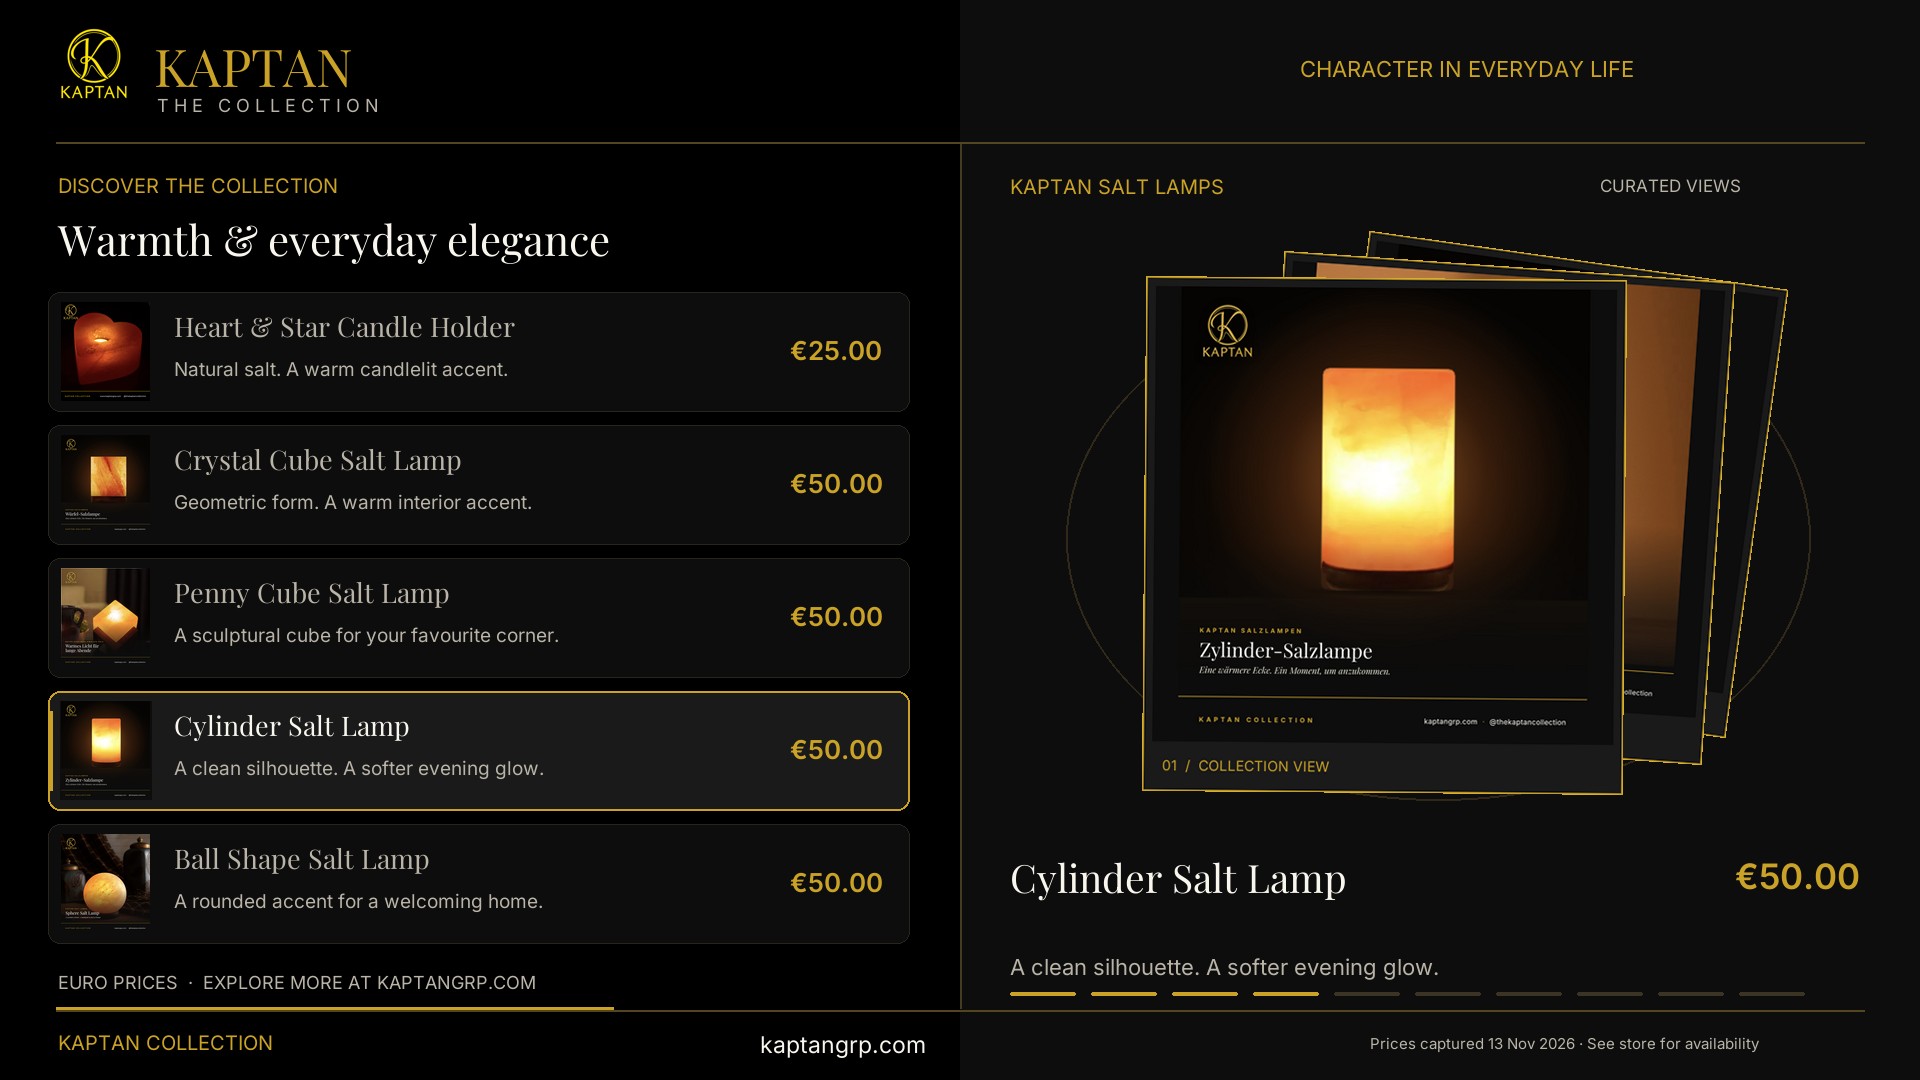 KAPTAN
KAPTAN
THE COLLECTION
CHARACTER IN EVERYDAY LIFE
DISCOVER THE COLLECTION
Warmth & everyday elegance
Heart & Star Candle Holder
Natural salt. A warm candlelit accent.
€25.00
Crystal Cube Salt Lamp
Geometric form. A warm interior accent.
€50.00
Penny Cube Salt Lamp
A sculptural cube for your favourite corner.
€50.00
Cylinder Salt Lamp
A clean silhouette. A softer evening glow.
€50.00
Ball Shape Salt Lamp
A rounded accent for a welcoming home.
€50.00
EURO PRICES · EXPLORE MORE AT KAPTANGRP.COM
KAPTAN SALT LAMPS
CURATED VIEWS
KAPTAN
KAPTAN SALZLAMPEN
Zylinder-Salzlampe
Eine wärmere Ecke. Ein Moment, um anzukommen.
KAPTAN COLLECTION
kaptangrp.com · @thekaptancollection
01 / COLLECTION VIEW
Cylinder Salt Lamp
€50.00
A clean silhouette. A softer evening glow.
KAPTAN COLLECTION
kaptangrp.com
Prices captured 13 Nov 2026 · See store for availability